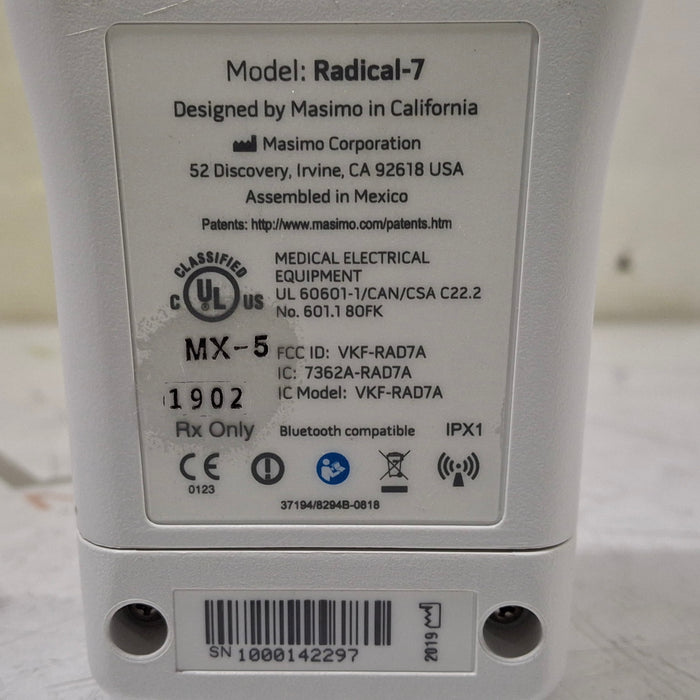 Model: Radical-7
Designed by Masimo in California
Masimo Corporation
52 Discovery, Irvine, CA 92618 USA
Assembled in Mexico
Patents: http://www.masimo.com/patents.htm
CLASSIFIED
C UL US
MEDICAL ELECTRICAL
EQUIPMENT
UL 60601-1/CAN/CSA C22.2
No. 601.1 80FK
MX-5
FCC ID: VKF-RAD7A
IC: 7362A-RAD7A
IC Model: VKF-RAD7A
1902
Rx Only
Bluetooth compatible
IPX1
CE
0123
37194/8294B-0818
SN 1000142297
2019